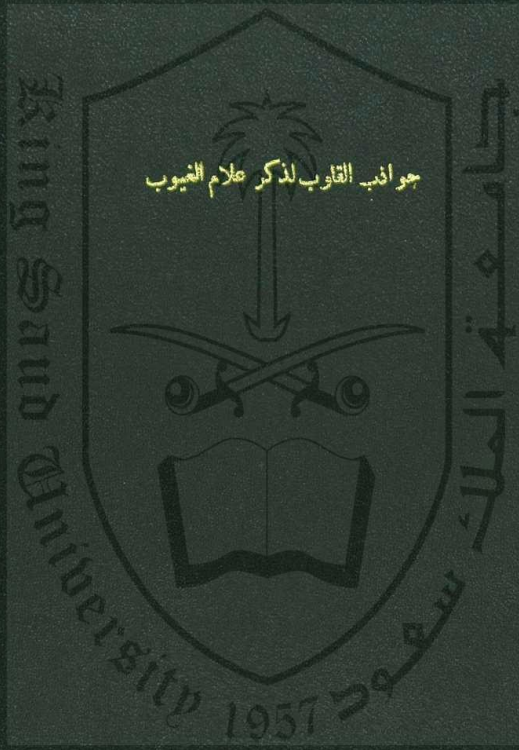 جواذب القلوب لذكر علام الغيوب
King Saud University 1957
جامعة الملك سعود